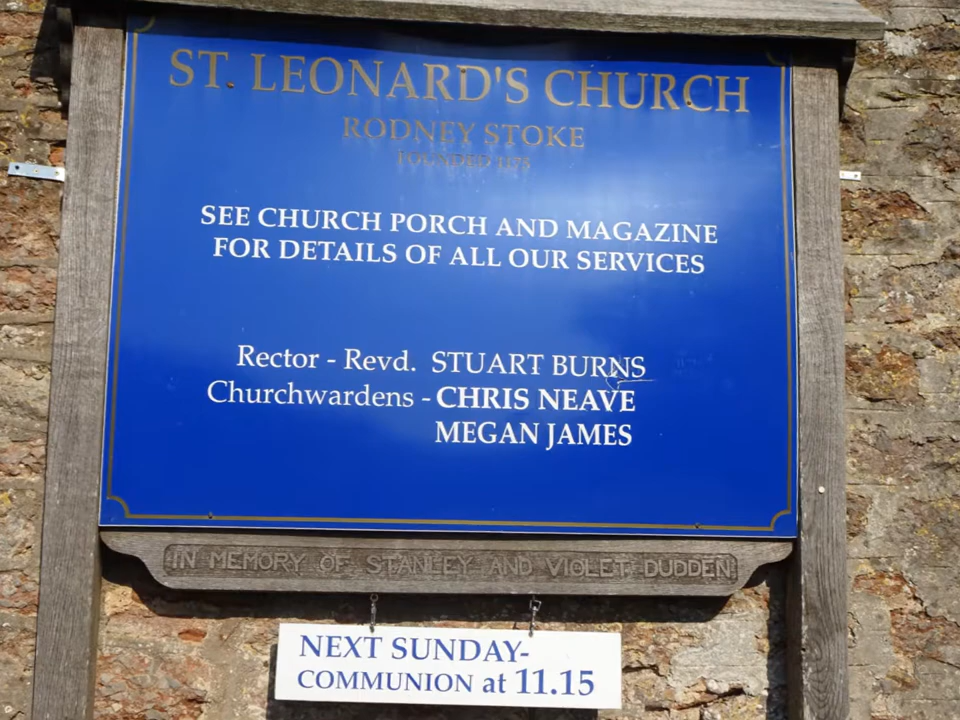 ST. LEONARD'S CHURCH
RODNEY STOKE
FOUNDED 1175
SEE CHURCH PORCH AND MAGAZINE
FOR DETAILS OF ALL OUR SERVICES
Rector - Revd. STUART BURNS
Churchwardens - CHRIS NEAVE
MEGAN JAMES
IN MEMORY OF STANLEY AND VIOLET DUDDEN
NEXT SUNDAY-
COMMUNION at 11.15